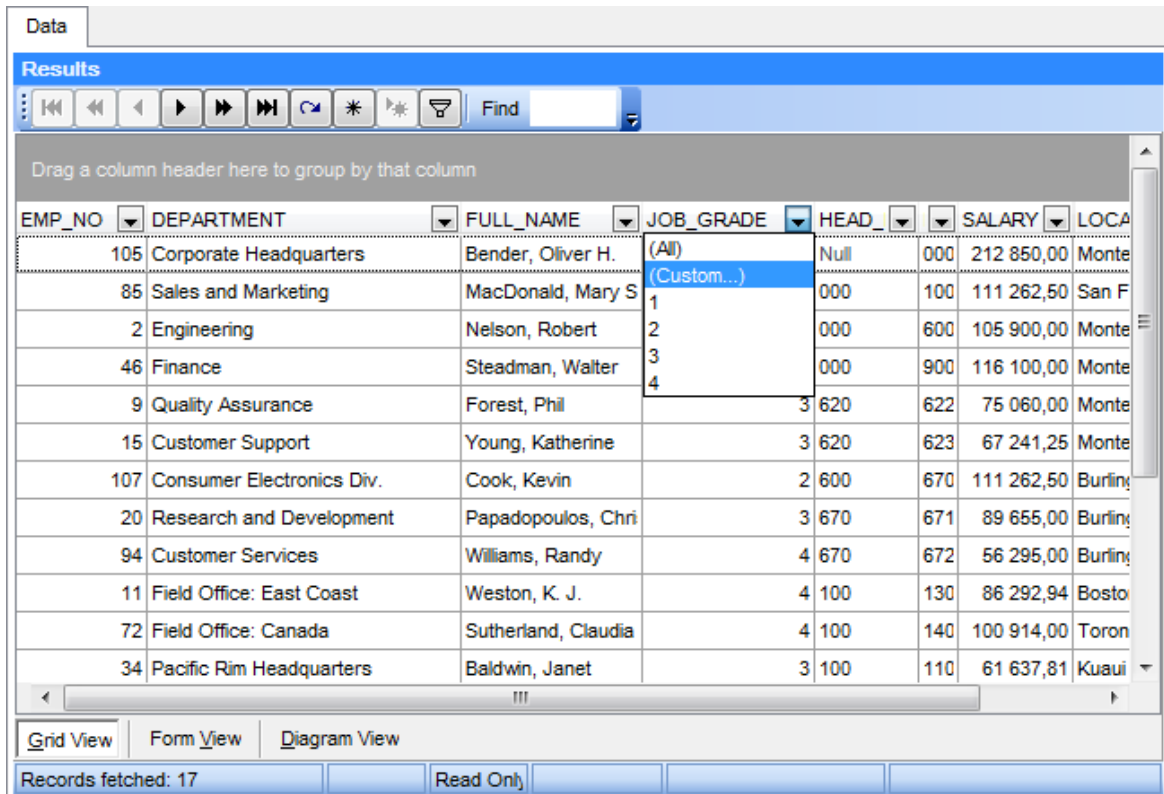 Data
Results
Find
Drag a column header here to group by that column
EMP_NO DEPARTMENT FULL_NAME JOB_GRADE HEAD_ SALARY LOCA
105 Corporate Headquarters Bender, Oliver H. (All) Null 000 212 850,00 Monte
(Custom...)
85 Sales and Marketing MacDonald, Mary S 000 100 111 262,50 San F
1
2 Engineering Nelson, Robert 2 000 600 105 900,00 Monte
46 Finance Steadman, Walter 3 000 900 116 100,00 Monte
4
9 Quality Assurance Forest, Phil 3 620 622 75 060,00 Monte
15 Customer Support Young, Katherine 3 620 623 67 241,25 Monte
107 Consumer Electronics Div. Cook, Kevin 2 600 670 111 262,50 Burling
20 Research and Development Papadopoulos, Chri 3 670 671 89 655,00 Burling
94 Customer Services Williams, Randy 4 670 672 56 295,00 Burling
11 Field Office: East Coast Weston, K. J. 4 100 130 86 292,94 Bosto
72 Field Office: Canada Sutherland, Claudia 4 100 140 100 914,00 Toron
34 Pacific Rim Headquarters Baldwin, Janet 3 100 110 61 637,81 Kuaui
Grid View Form View Diagram View
Records fetched: 17 Read Only